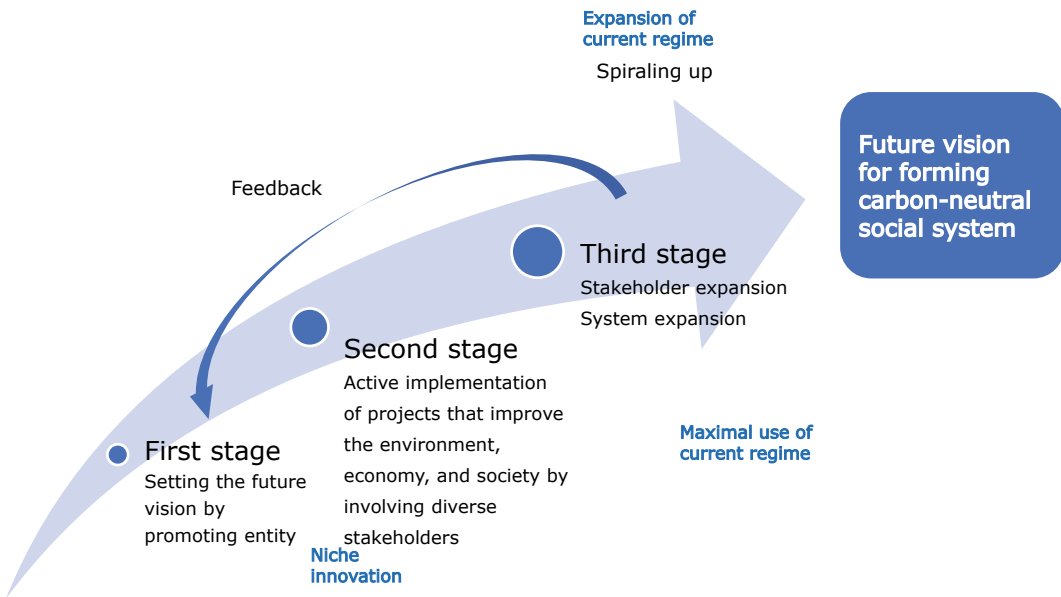 Expansion of
current regime
Spiraling up
Future vision
for forming
carbon-neutral
social system
Feedback
Third stage
Stakeholder expansion
System expansion
Second stage
Active implementation
of projects that improve
the environment,
economy, and society by
involving diverse
stakeholders
Maximal use of
current regime
First stage
Setting the future
vision by
promoting entity
Niche
innovation